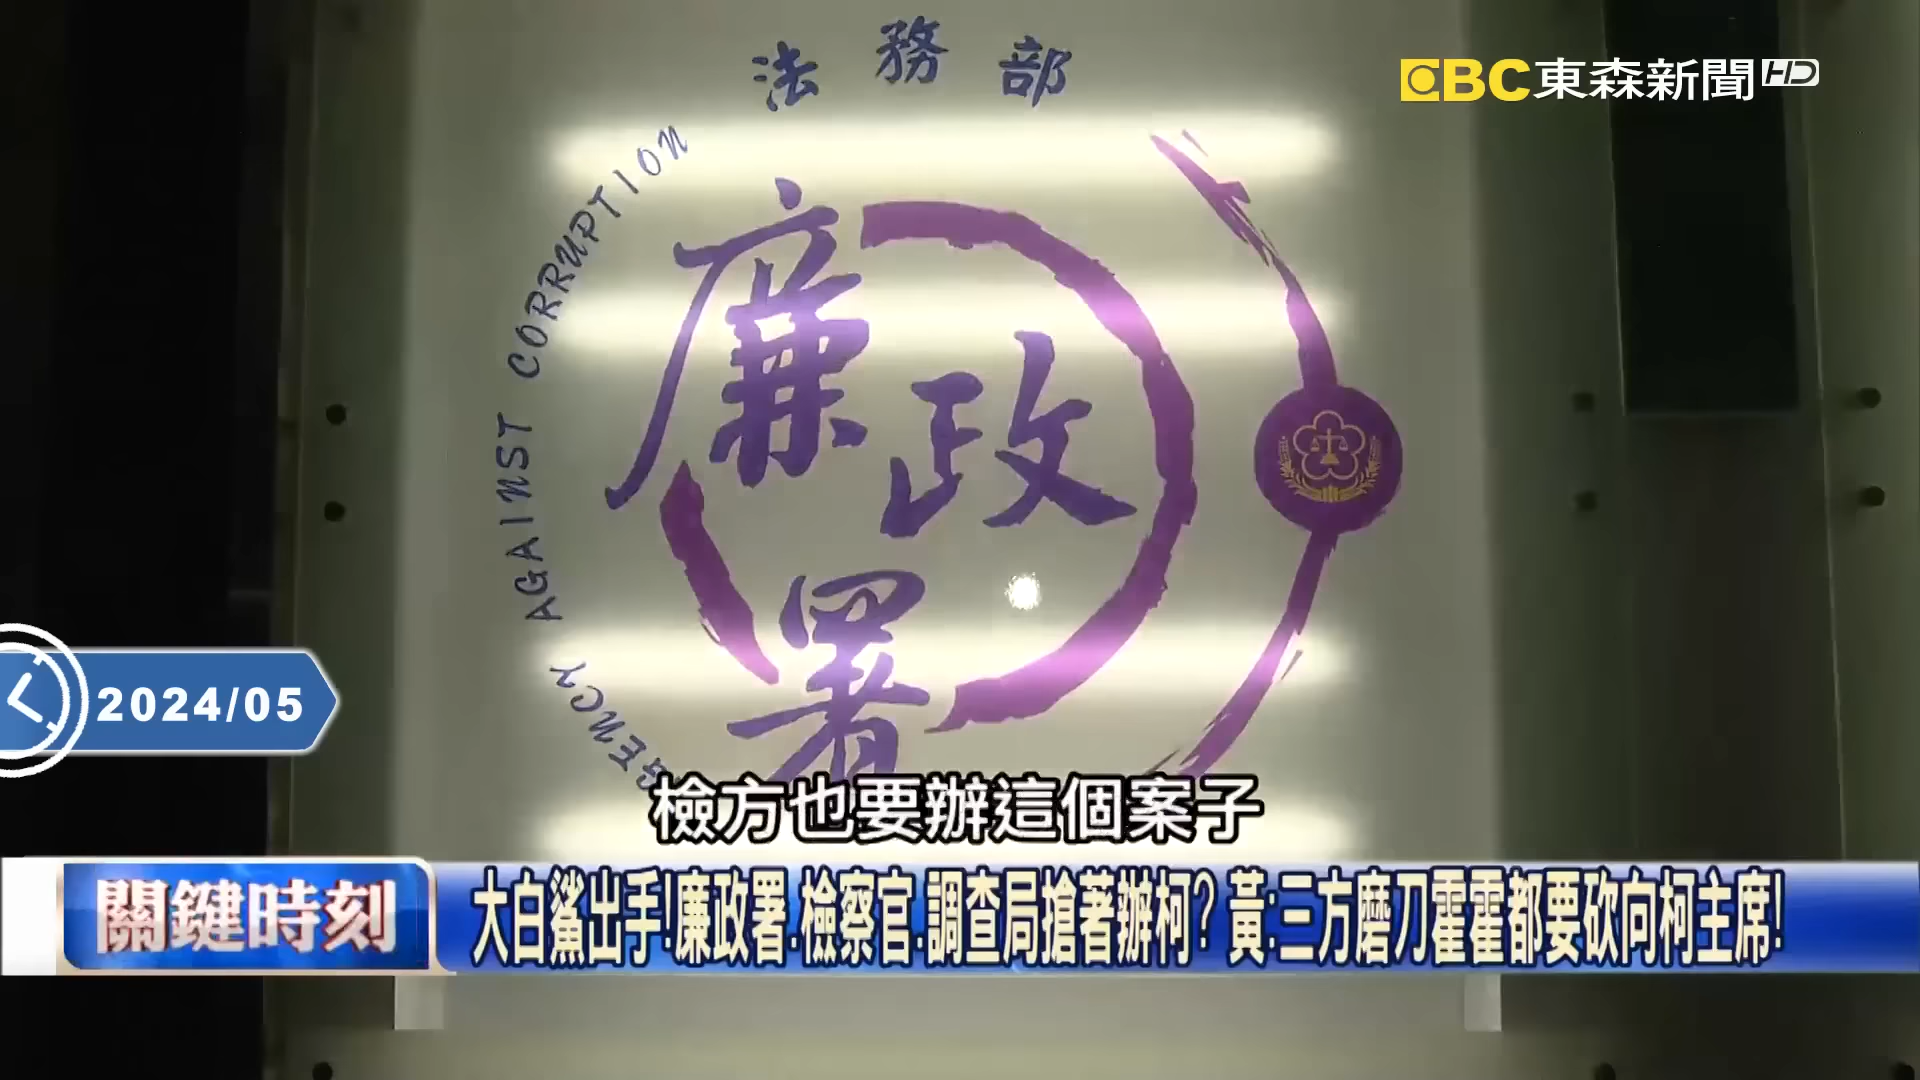 法務部
EBC東森新聞HD
AGENCY AGAINST CORRUPTION
廉政署
2024/05
檢方也要辦這個案子
關鍵時刻
大白鯊出手!廉政署.檢察官.調查局搶著辦柯? 黃:三方磨刀霍霍都要砍向柯主席!